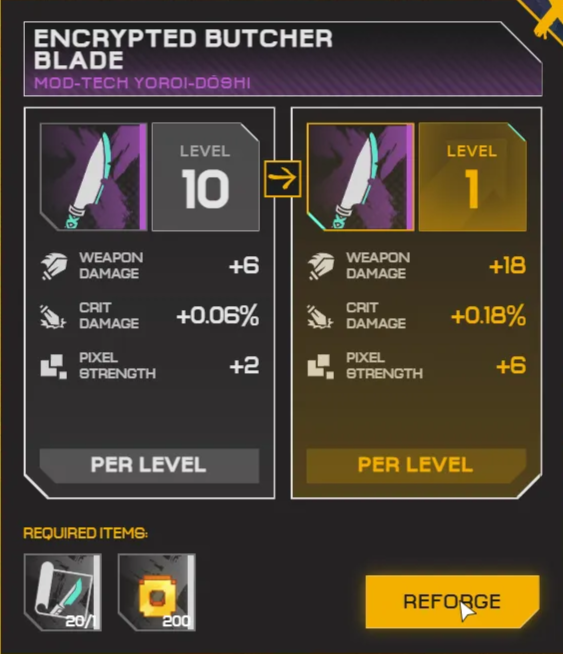 ENCRYPTED BUTCHER
BLADE
MOD-TECH YOROI-DŌSHI
LEVEL
10
WEAPON
DAMAGE
+6
CRIT
DAMAGE
+0.06%
PIXEL
STRENGTH
+2
PER LEVEL
LEVEL
1
WEAPON
DAMAGE
+18
CRIT
DAMAGE
+0.18%
PIXEL
STRENGTH
+6
PER LEVEL
REQUIRED ITEMS:
20/1
200
REFORGE